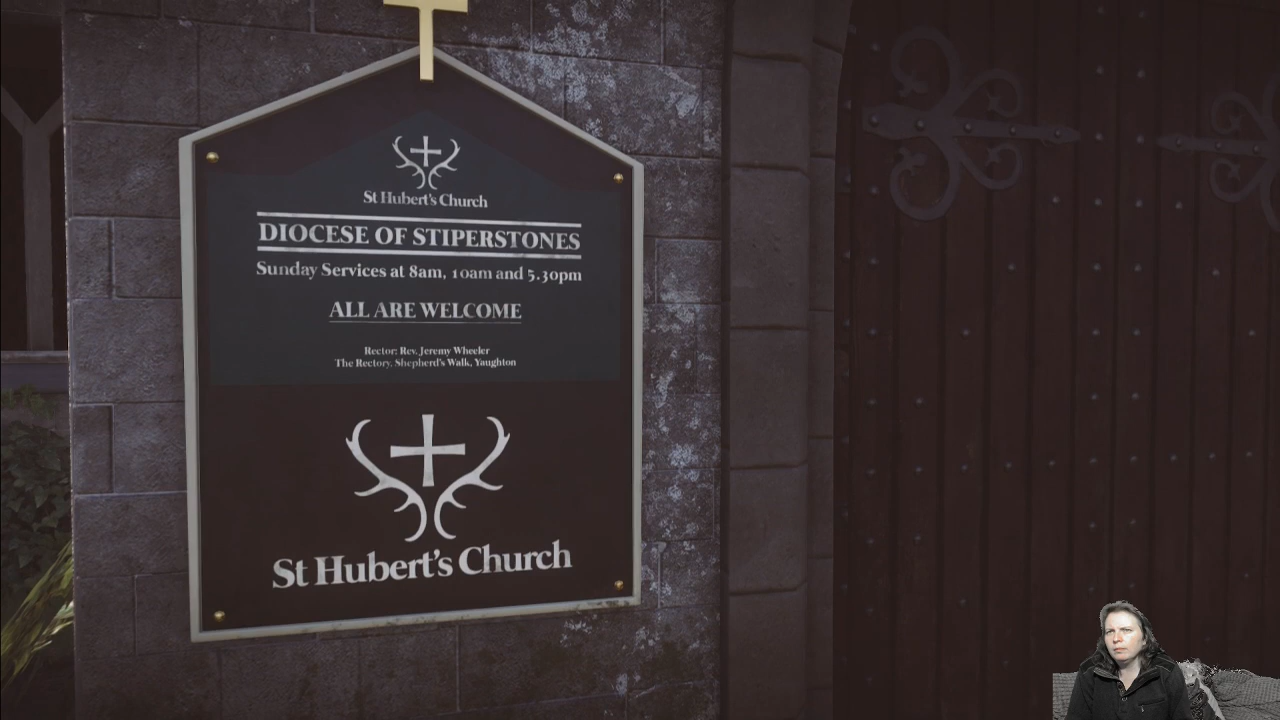 St Hubert's Church
DIOCESE OF STIPERSTONES
Sunday Services at 8am, 10am and 5.30pm
ALL ARE WELCOME
Rector: Rev. Jeremy Wheeler
The Rectory, Shepherd's Walk, Yaughton
St Hubert's Church